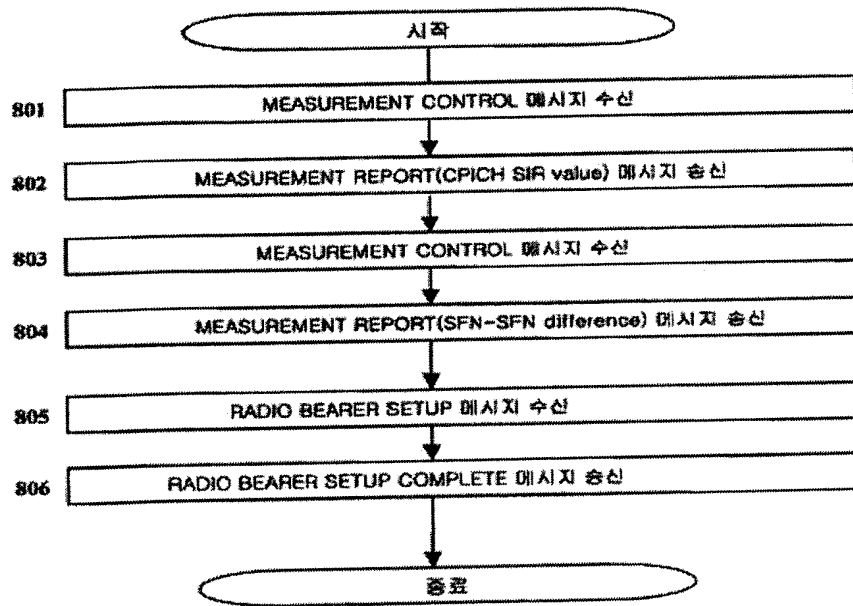 시작
801 MEASUREMENT CONTROL 메시지 수신
802 MEASUREMENT REPORT(CPICH SIR value) 메시지 송신
803 MEASUREMENT CONTROL 메시지 수신
804 MEASUREMENT REPORT(SFN-SFN difference) 메시지 송신
805 RADIO BEARER SETUP 메시지 수신
806 RADIO BEARER SETUP COMPLETE 메시지 송신
종료